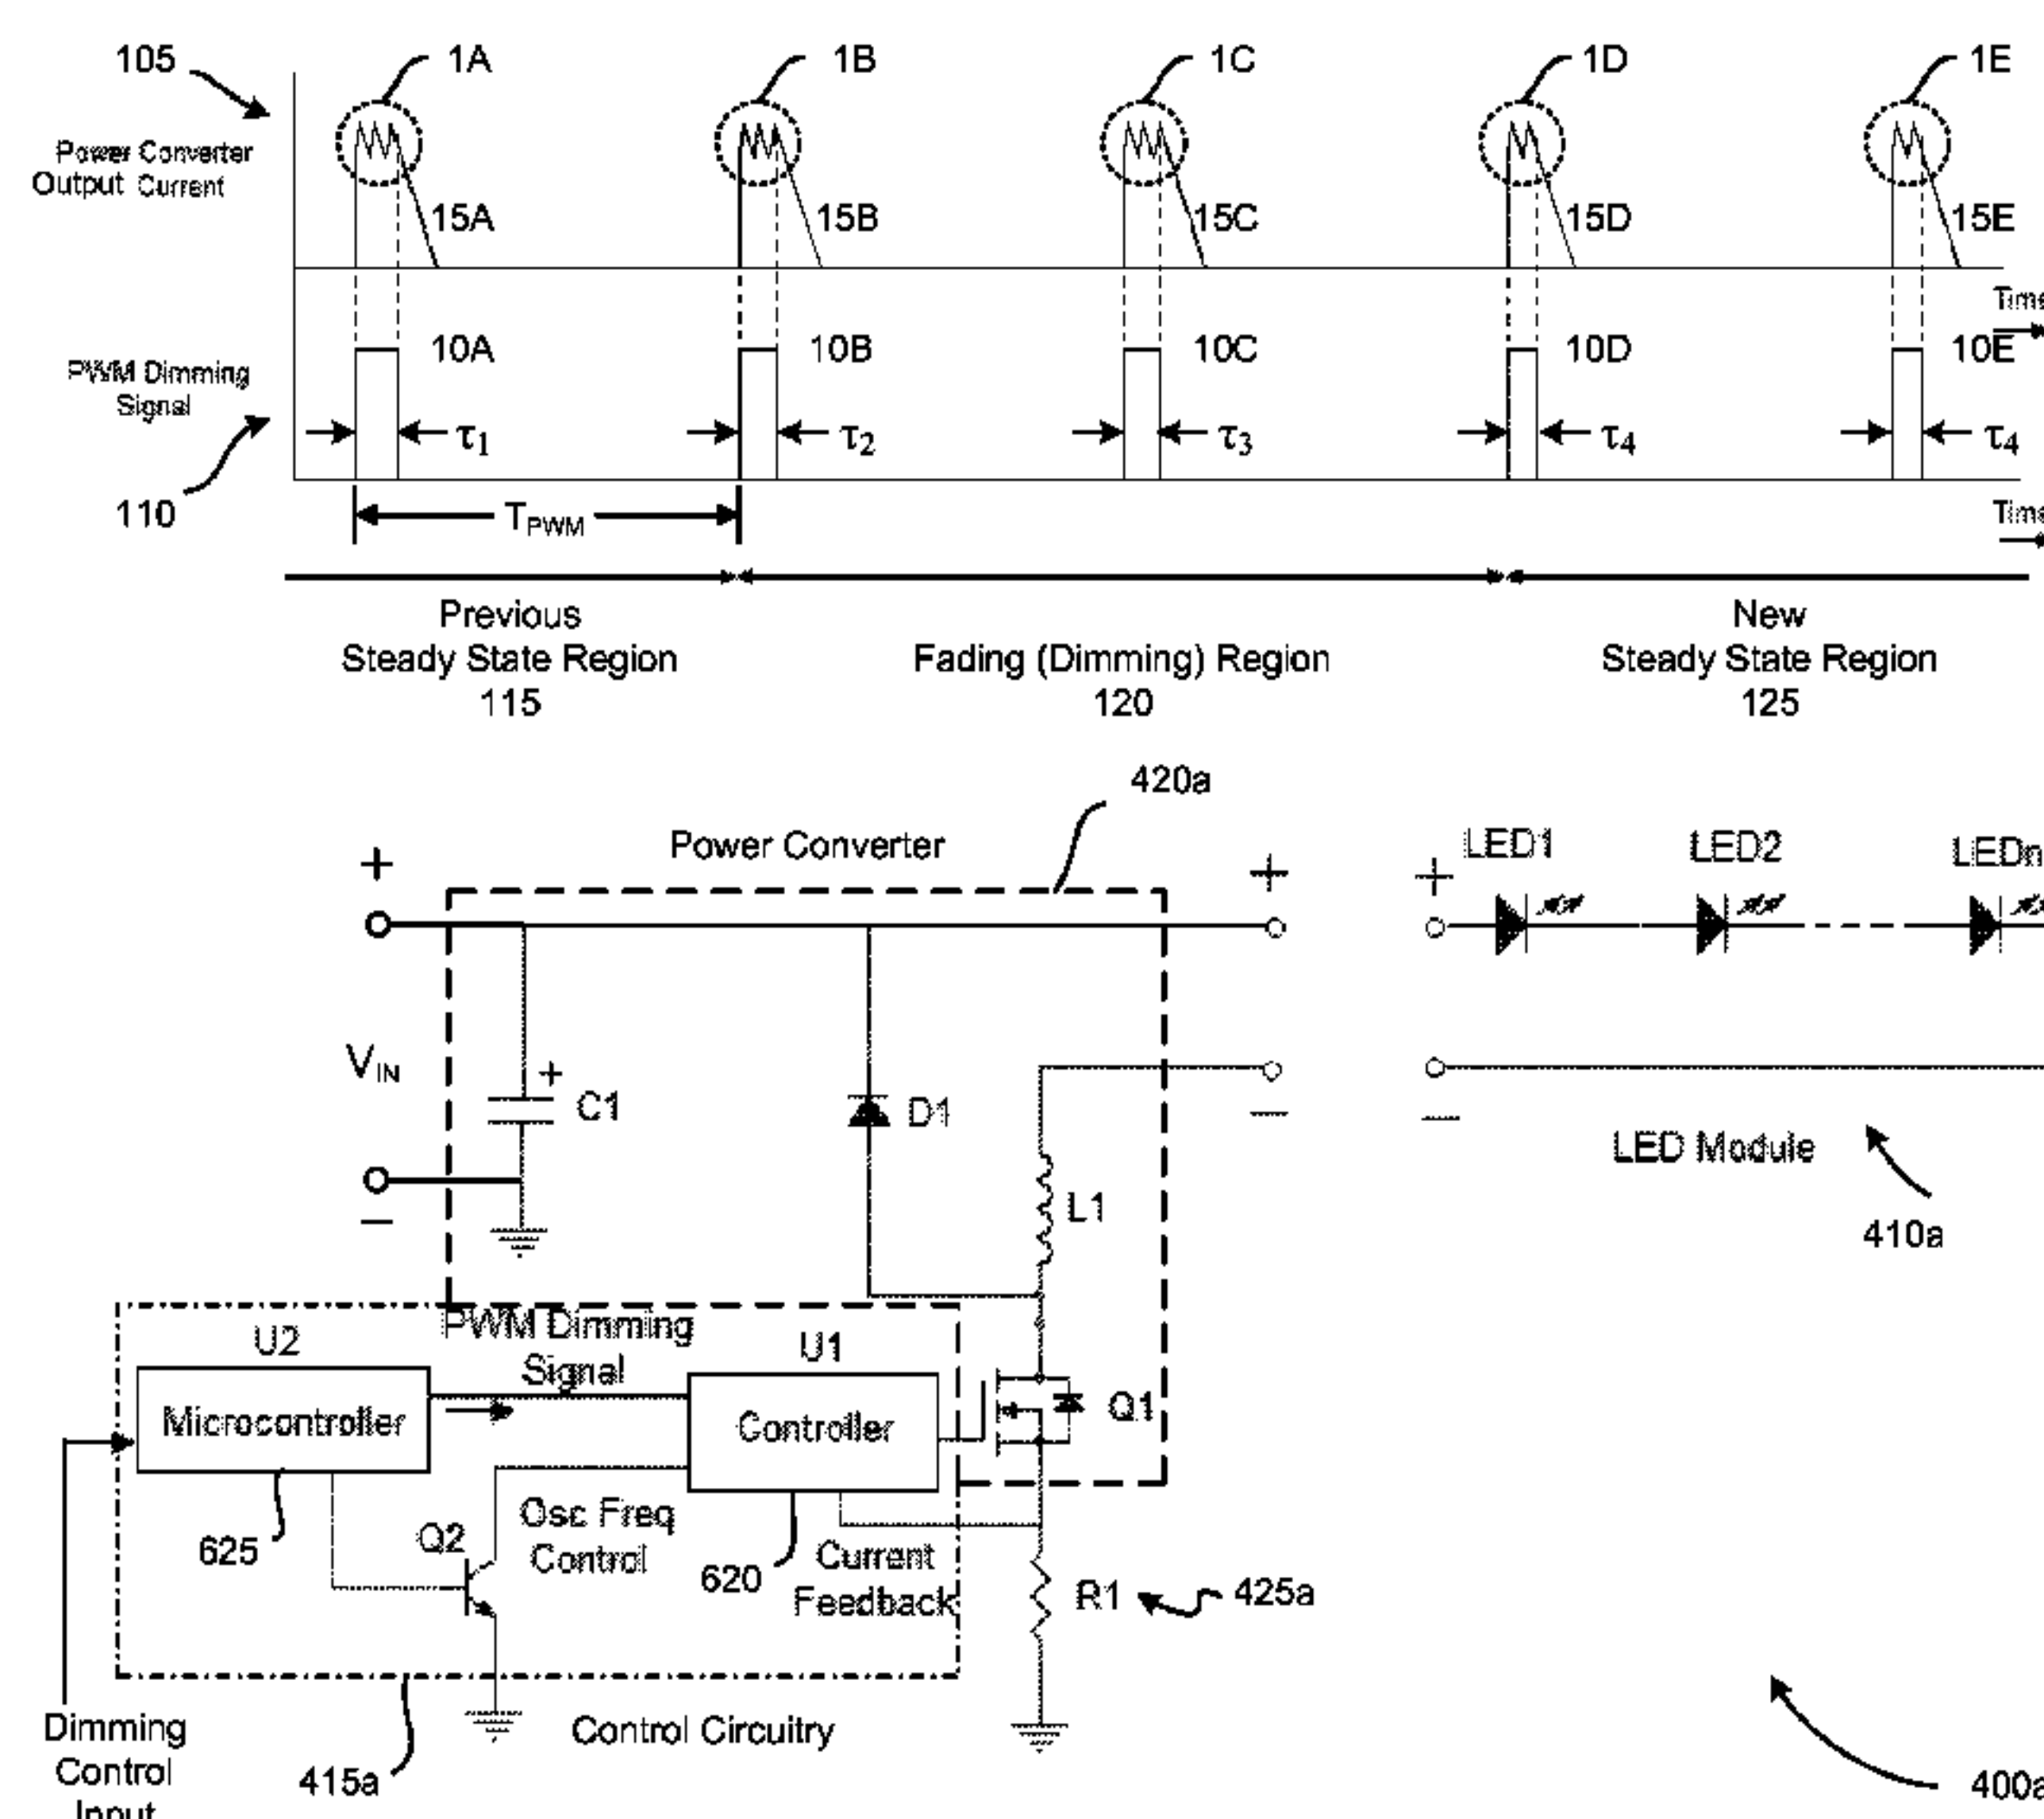 105
1A
1B
1C
1D
1E
Power Converter
Output Current
15A
15B
15C
15D
15E
Time
10A
10B
10C
10D
10E
PWM Dimming
Signal
τ1
τ2
τ3
τ4
τ4
110
TPWM
Time
Previous
Steady State Region
115
Fading (Dimming) Region
120
New
Steady State Region
125
420a
Power Converter
+
+
+
LED1
LED2
LEDn
VIN
+
C1
D1
−
−
−
LED Module
L1
410a
PWM Dimming
Signal
U2
U1
Microcontroller
Controller
Q1
625
Q2
Osc Freq
Control
620
Current
Feedback
R1
425a
Dimming
Control
Input
415a
Control Circuitry
400a